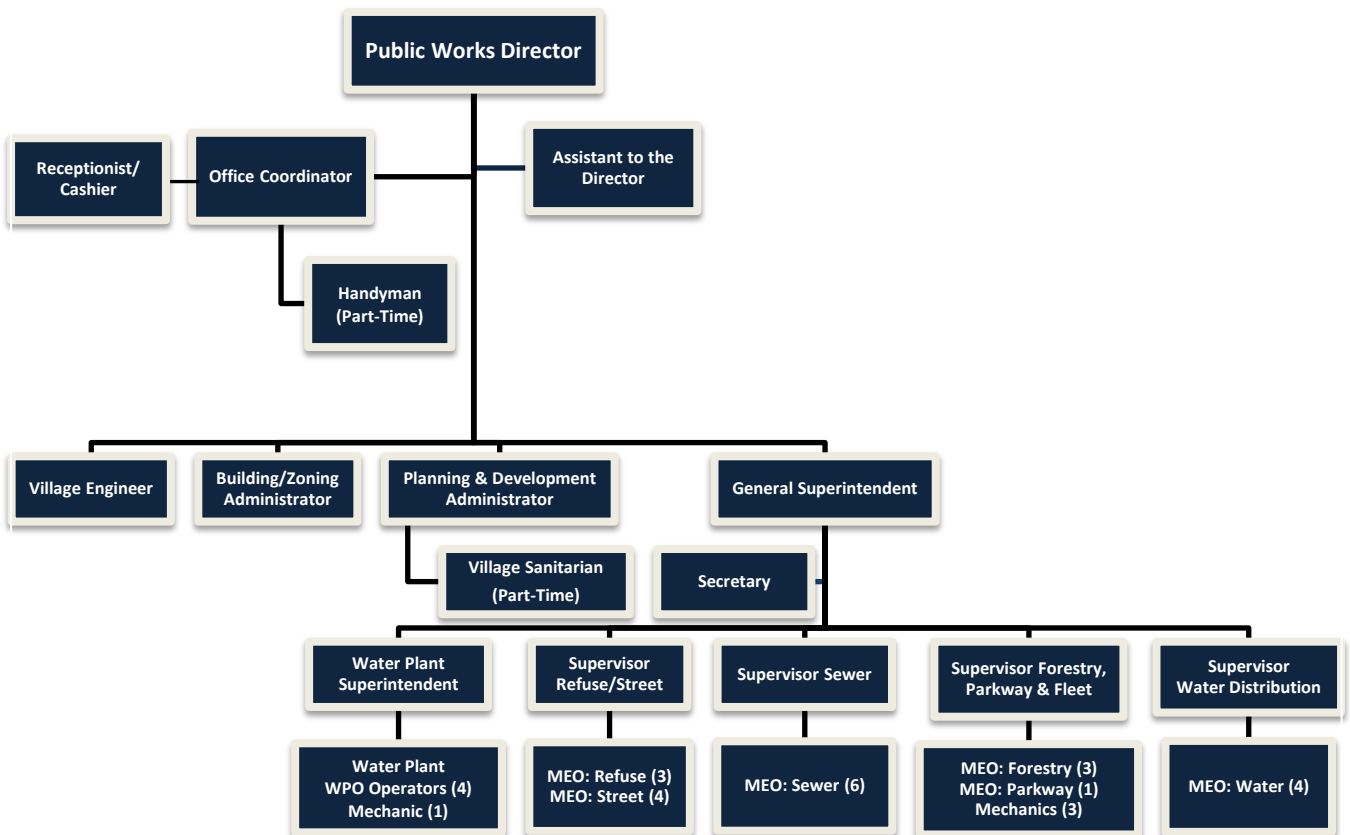 Public Works Director
Receptionist/
Cashier
Office Coordinator
Assistant to the
Director
Handyman
(Part-Time)
Village Engineer
Building/Zoning
Administrator
Planning & Development
Administrator
General Superintendent
Village Sanitarian
(Part-Time)
Secretary
Water Plant
Superintendent
Supervisor
Refuse/Street
Supervisor Sewer
Supervisor Forestry,
Parkway & Fleet
Supervisor
Water Distribution
Water Plant
WPO Operators (4)
Mechanic (1)
MEO: Refuse (3)
MEO: Street (4)
MEO: Sewer (6)
MEO: Forestry (3)
MEO: Parkway (1)
Mechanics (3)
MEO: Water (4)